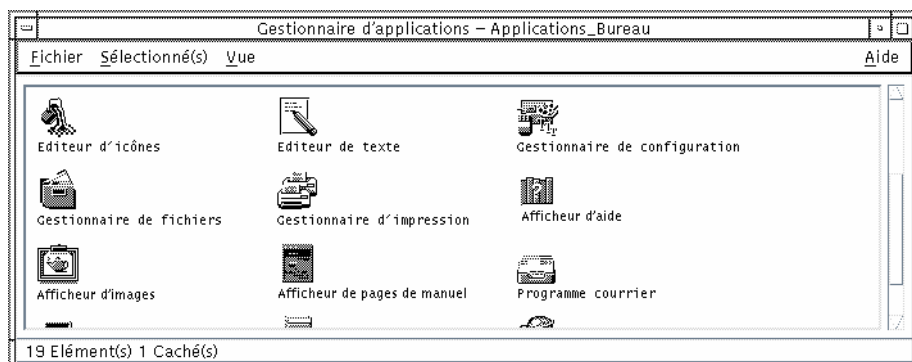 Gestionnaire d'applications – Applications_Bureau
Fichier Sélectionné(s) Vue Aide
Editeur d'icônes Editeur de texte Gestionnaire de configuration
Gestionnaire de fichiers Gestionnaire d'impression Afficheur d'aide
Afficheur d'images Afficheur de pages de manuel Programme courrier
19 Elément(s) 1 Caché(s)